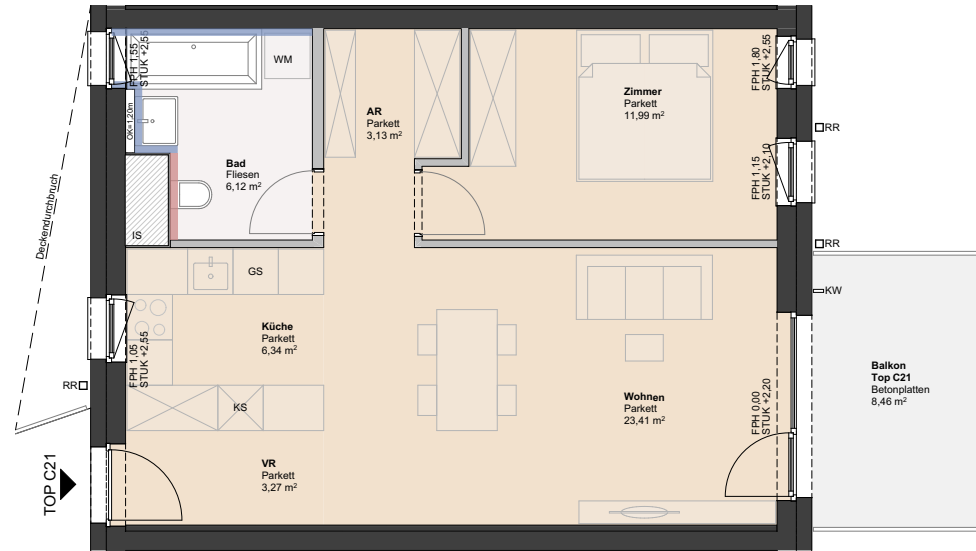 FPH 1,55
STUK +2,55
WM
OK=1,20m
Bad
Fliesen
6,12 m²
IS
AR
Parkett
3,13 m²
Zimmer
Parkett
11,99 m²
FPH 1,80
STUK +2,55
RR
FPH 1,15
STUK +2,10
RR
KW
Deckendurchbruch
GS
Küche
Parkett
6,34 m²
FPH 1,05
STUK +2,55
RR
KS
Wohnen
Parkett
23,41 m²
FPH 0,00
STUK +2,20
Balkon
Top C21
Betonplatten
8,46 m²
VR
Parkett
3,27 m²
TOP C21